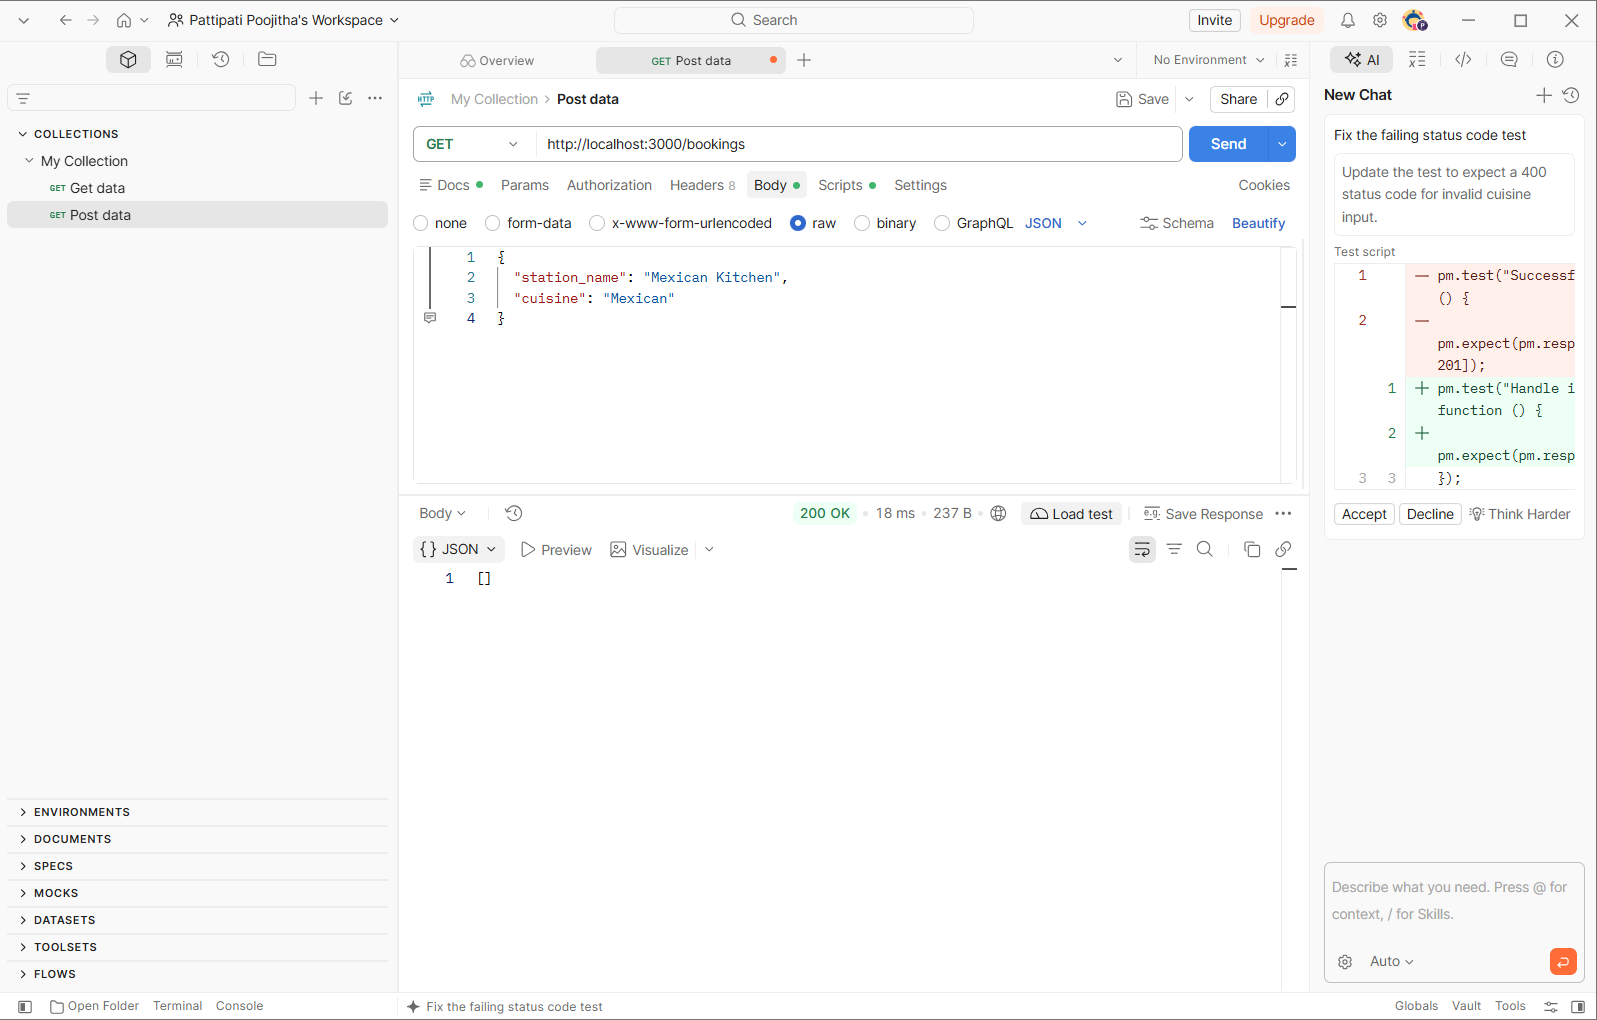 Pattipati Poojitha's Workspace
Search
Invite
Upgrade
COLLECTIONS
My Collection
GET Get data
GET Post data
Overview
GET Post data
No Environment
My Collection > Post data
Save
Share
GET
http://localhost:3000/bookings
Send
Docs
Params
Authorization
Headers 8
Body
Scripts
Settings
Cookies
none
form-data
x-www-form-urlencoded
raw
binary
GraphQL
JSON
Schema
Beautify
1 {
2 "station_name": "Mexican Kitchen",
3 "cuisine": "Mexican"
4 }
Body
200 OK
18 ms
237 B
Load test
e.g. Save Response
{} JSON
Preview
Visualize
1 []
AI
New Chat
Fix the failing status code test
Update the test to expect a 400
status code for invalid cuisine
input.
Test script
1 — pm.test("Successf
() {
2 —
pm.expect(pm.resp
201]);
1 + pm.test("Handle i
function () {
2 +
pm.expect(pm.resp
3 3 });
Accept
Decline
Think Harder
Describe what you need. Press @ for
context, / for Skills.
Auto
ENVIRONMENTS
DOCUMENTS
SPECS
MOCKS
DATASETS
TOOLSETS
FLOWS
Open Folder
Terminal
Console
Fix the failing status code test
Globals
Vault
Tools